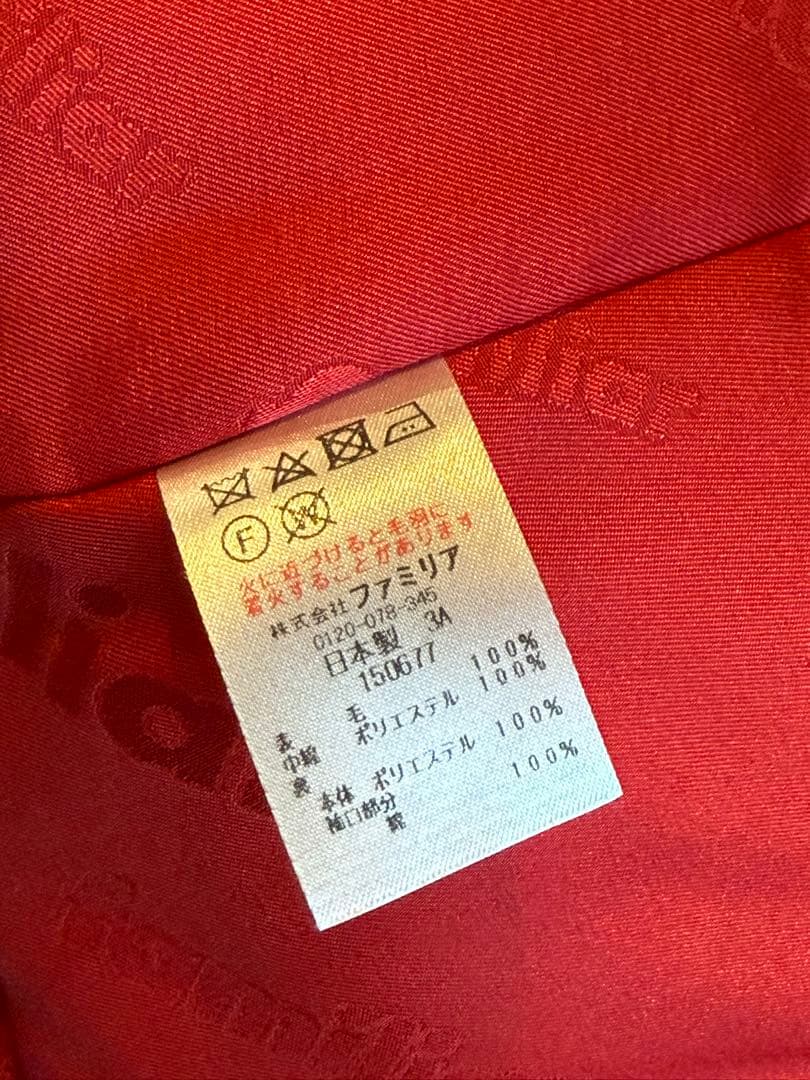 F
W
火に近づけると毛羽に
着火することがあります
株式会社 ファミリア
0120-078-345
日本製 3A
150677
表 毛 100%
中綿 ポリエステル 100%
裏
本体 ポリエステル 100%
袖口部分
綿 100%